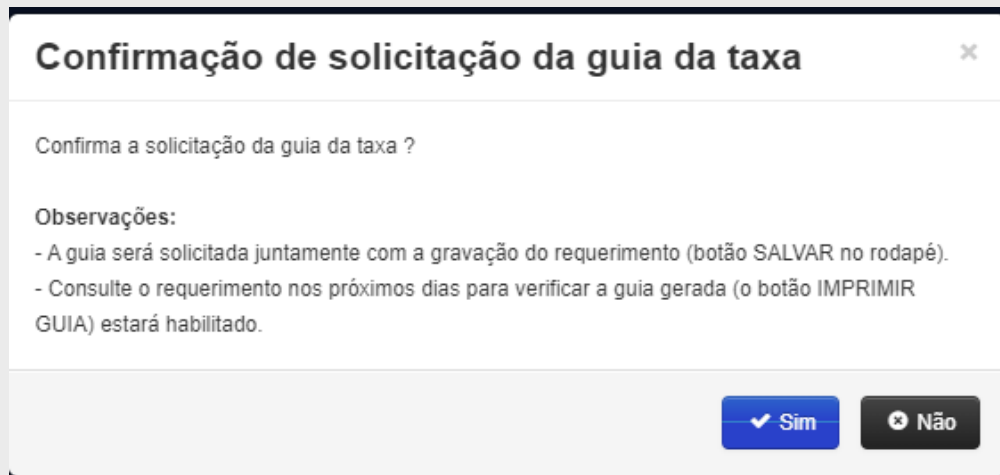 Confirmação de solicitação da guia da taxa
Confirma a solicitação da guia da taxa ?
Observações:
- A guia será solicitada juntamente com a gravação do requerimento (botão SALVAR no rodapé).
- Consulte o requerimento nos próximos dias para verificar a guia gerada (o botão IMPRIMIR
GUIA) estará habilitado.
Sim Não